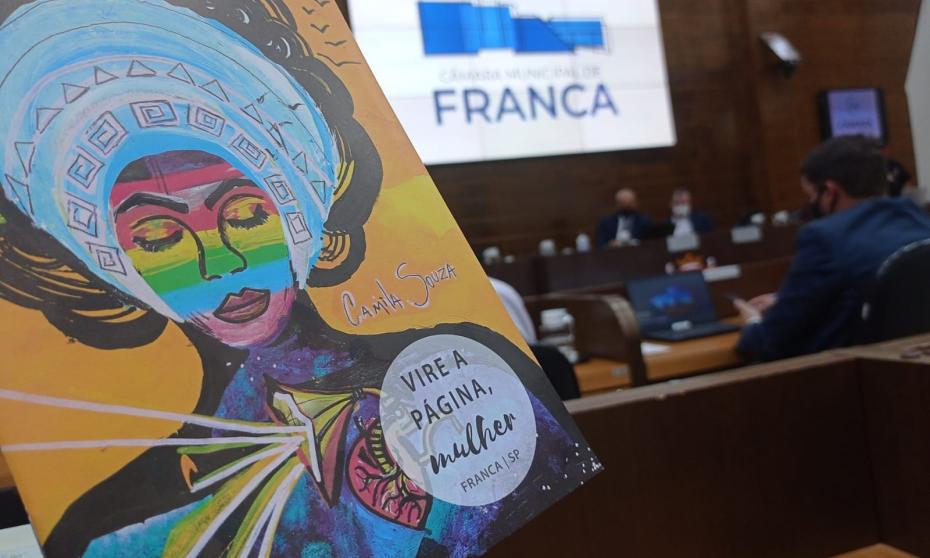 CÂMARA MUNICIPAL DE
FRANCA
CAMILA SOUZA
VIRE A
PÁGINA,
mulher
FRANCA | SP